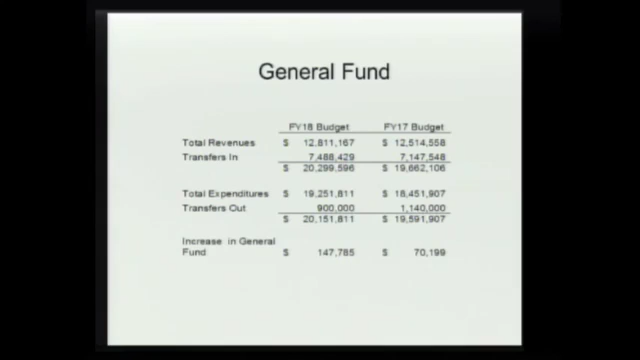 General Fund
FY18 Budget FY17 Budget
Total Revenues $ 12,811,167 $ 12,514,558
Transfers In 7,488,429 7,147,548
$ 20,299,596 $ 19,662,106
Total Expenditures $ 19,251,811 $ 18,451,907
Transfers Out 900,000 1,140,000
$ 20,151,811 $ 19,591,907
Increase in General
Fund $ 147,785 $ 70,199